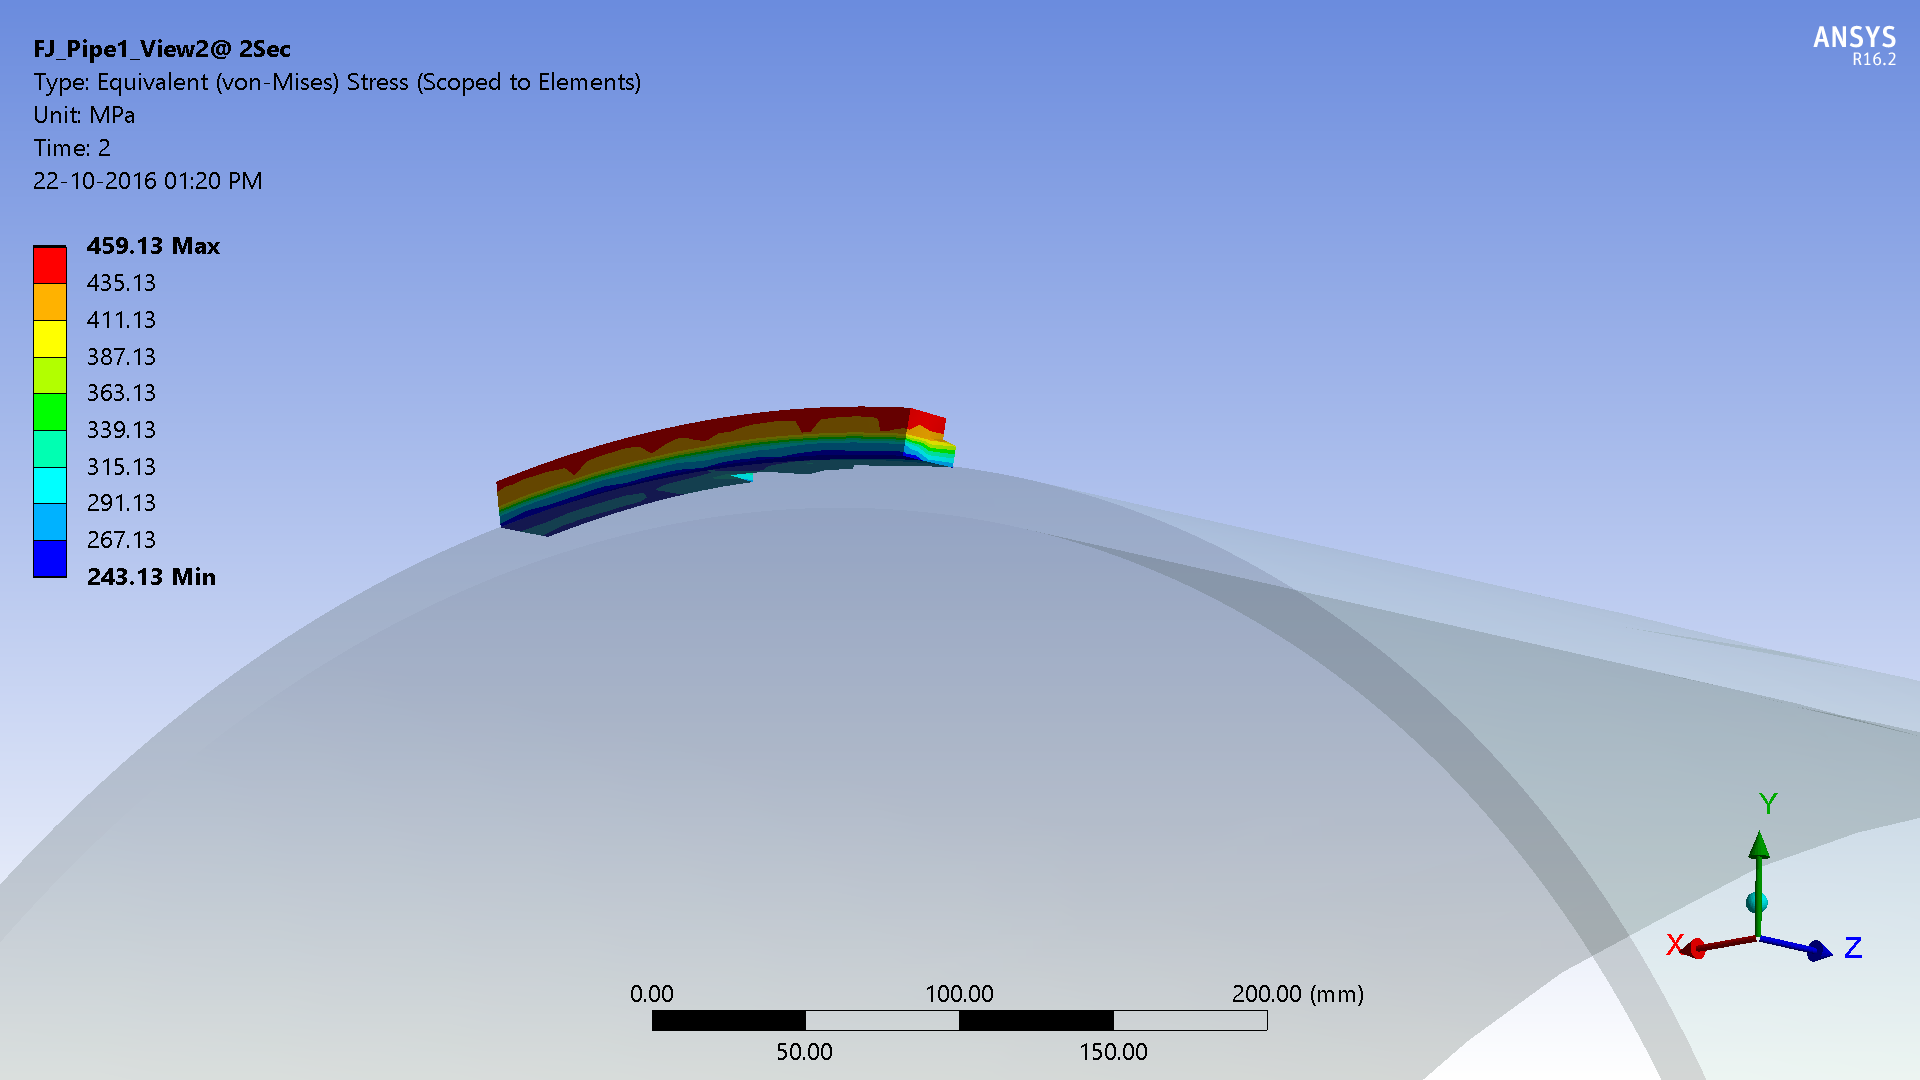 FJ_Pipe1_View2@ 2Sec
Type: Equivalent (von-Mises) Stress (Scoped to Elements)
Unit: MPa
Time: 2
22-10-2016 01:20 PM
ANSYS
R16.2
459.13 Max
435.13
411.13
387.13
363.13
339.13
315.13
291.13
267.13
243.13 Min
Y
X
Z
0.00 100.00 200.00 (mm)
50.00 150.00